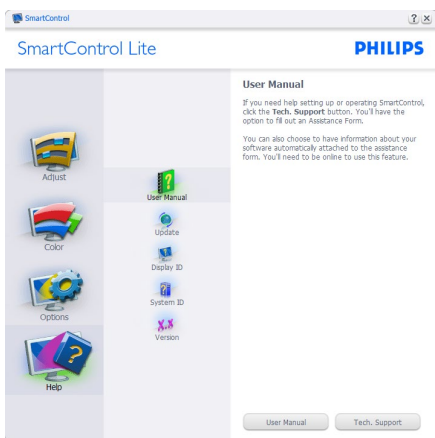 SmartControl
? X
SmartControl Lite
PHILIPS
Adjust
Color
Options
Help
User Manual
Update
Display ID
System ID
X.X
Version
User Manual
If you need help setting up or operating SmartControl,
click the Tech. Support button. You'll have the
option to fill out an Assistance Form.
You can also choose to have information about your
software automatically attached to the assistance
form. You'll need to be online to use this feature.
User Manual
Tech. Support